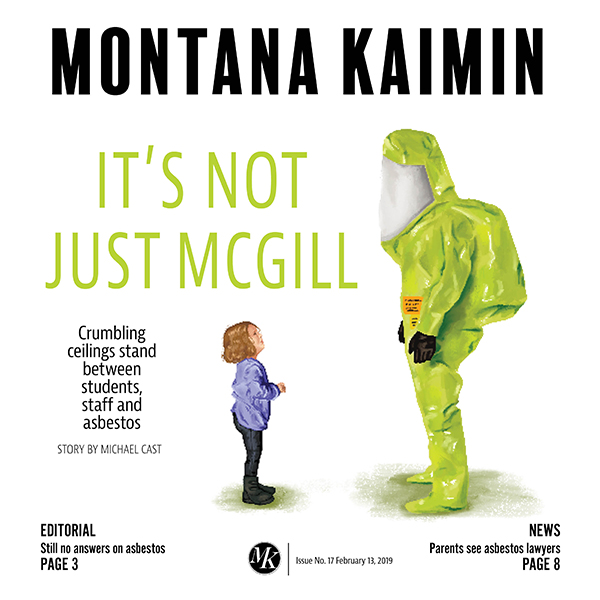 MONTANA KAIMIN
IT'S NOT
JUST MCGILL
Crumbling
ceilings stand
between
students,
staff and
asbestos
STORY BY MICHAEL CAST
EDITORIAL
Still no answers on asbestos
PAGE 3
MK
Issue No. 17 February 13, 2019
NEWS
Parents see asbestos lawyers
PAGE 8